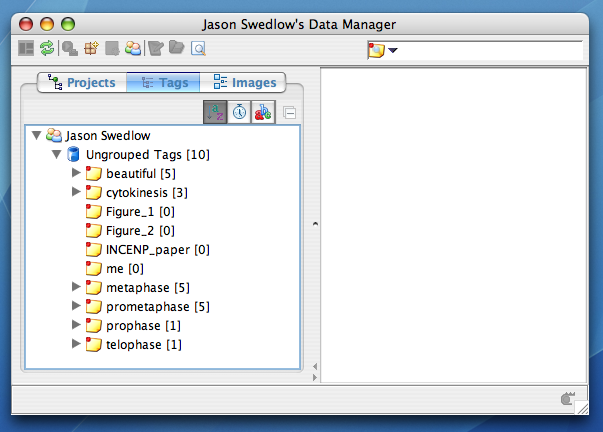 Jason Swedlow's Data Manager
Projects Tags Images
Jason Swedlow
Ungrouped Tags [10]
beautiful [5]
cytokinesis [3]
Figure_1 [0]
Figure_2 [0]
INCENP_paper [0]
me [0]
metaphase [5]
prometaphase [5]
prophase [1]
telophase [1]